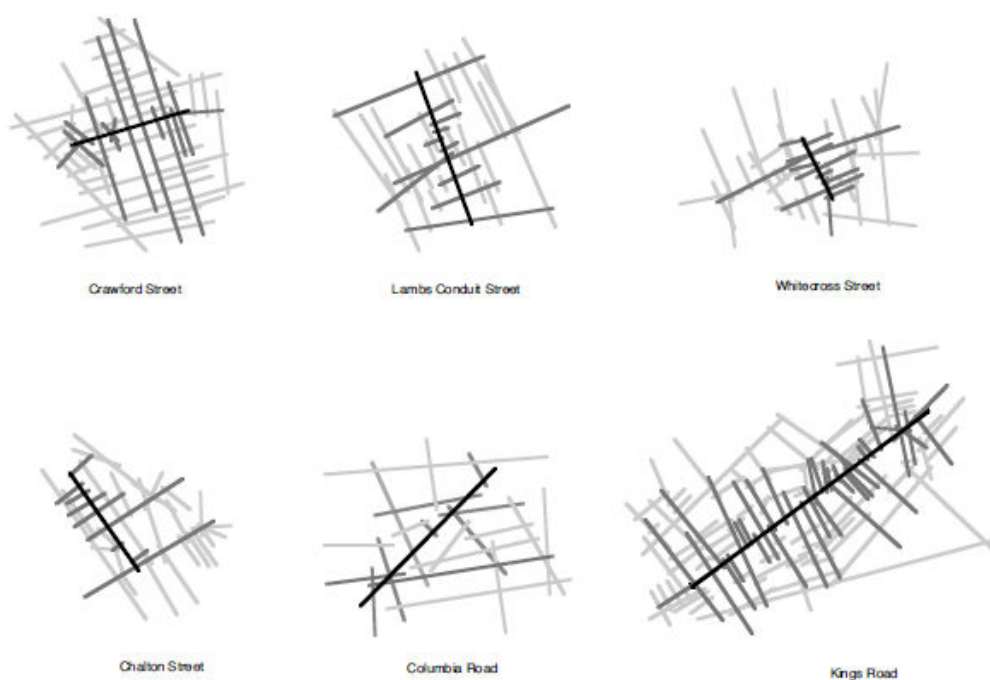 Crawford Street
Lambs Conduit Street
Whitecross Street
Chalton Street
Columbia Road
Kings Road